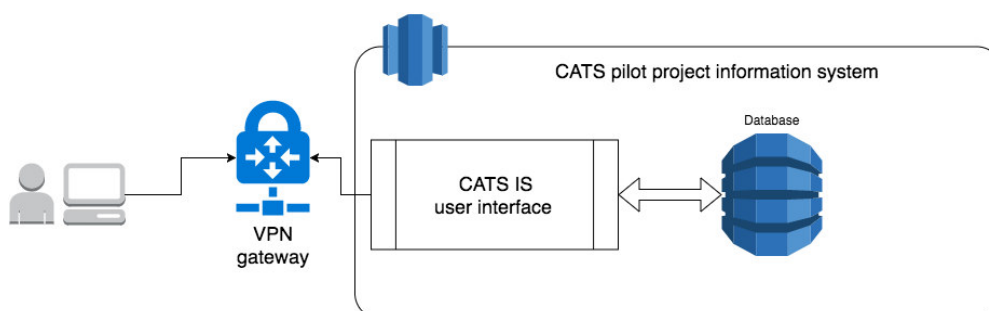 CATS pilot project information system
Database
CATS IS
user interface
VPN
gateway